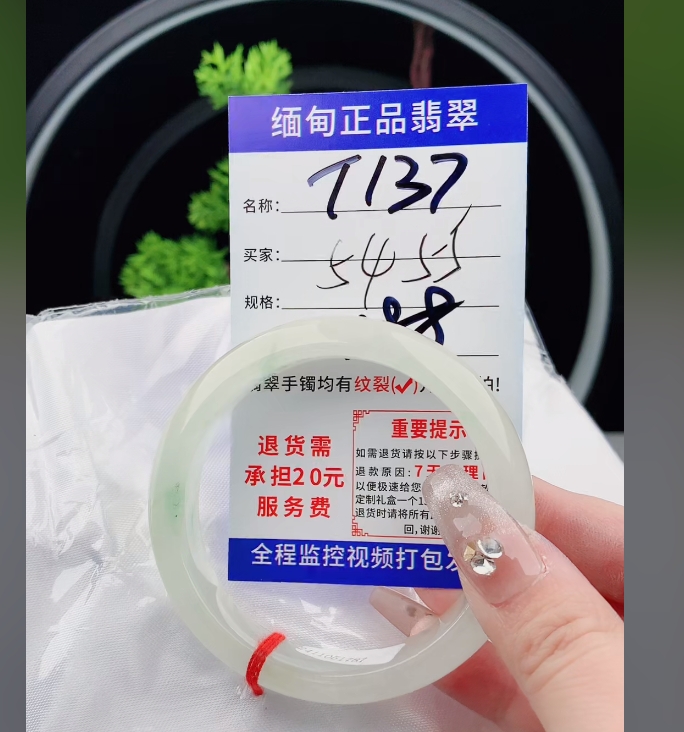 缅甸正品翡翠
名称: T137
买家: 5455
规格:
翠手镯均有纹裂(✓)
退货需
承担20元
服务费
重要提示
如需退货请按以下步骤
退款原因:7天 理
以便极速给您
定制礼盒一个1
退货时请将所有
回,谢谢
全程监控视频打包